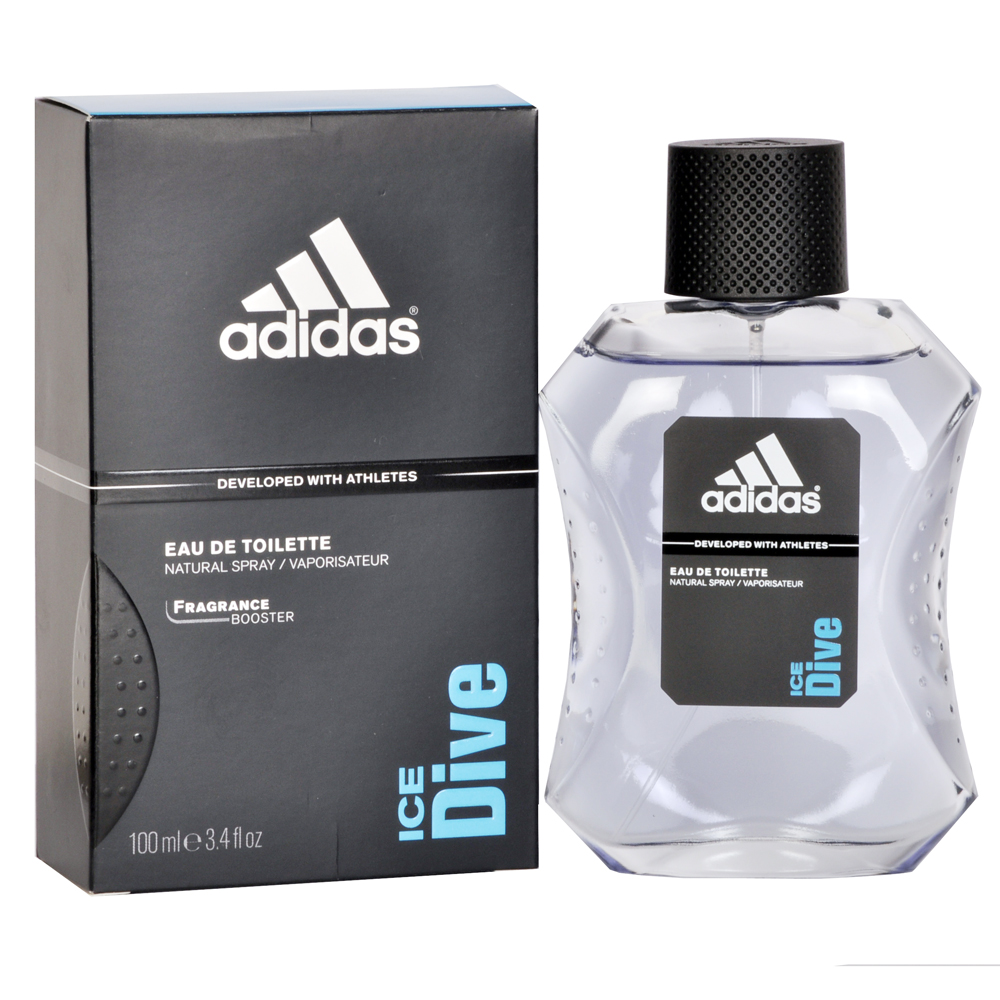 adidas®
DEVELOPED WITH ATHLETES
EAU DE TOILETTE
NATURAL SPRAY / VAPORISATEUR
FRAGRANCE
BOOSTER
ICE
Dive
100 ml e 3.4 fl oz
adidas®
DEVELOPED WITH ATHLETES
EAU DE TOILETTE
NATURAL SPRAY / VAPORISATEUR
ICE
Dive